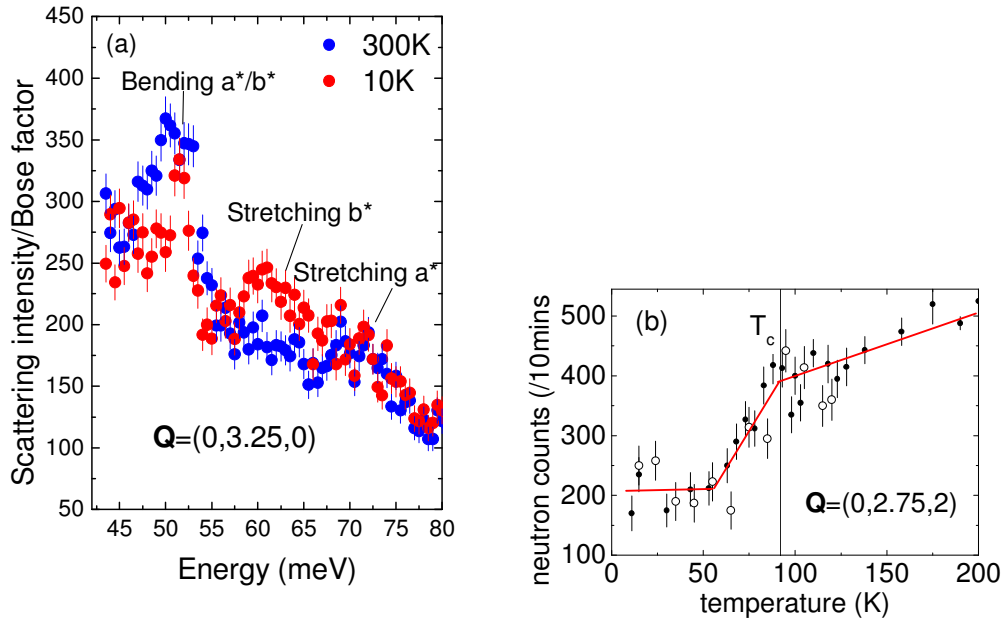 (a)
300K
10K
Bending a*/b*
Stretching b*
Stretching a*
Q=(0,3.25,0)
Scattering intensity/Bose factor
450
400
350
300
250
200
150
100
50
45 50 55 60 65 70 75 80
Energy (meV)
(b)
Tc
Q=(0,2.75,2)
neutron counts (/10mins)
500
400
300
200
100
0 50 100 150 200
temperature (K)